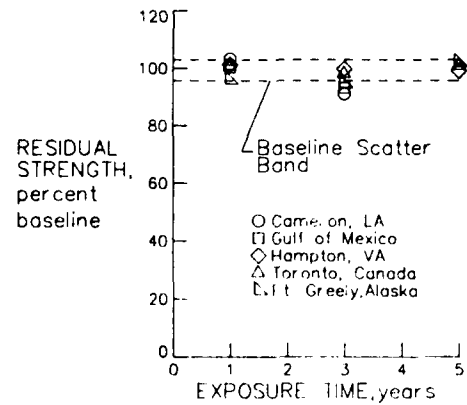 120
100
80
60
40
20
0
RESIDUAL
STRENGTH,
percent
baseline
Baseline Scatter
Band
Cameron, LA
Gulf of Mexico
Hampton, VA
Toronto, Canada
Ft Greely, Alaska
0 1 2 3 4 5
EXPOSURE TIME, years